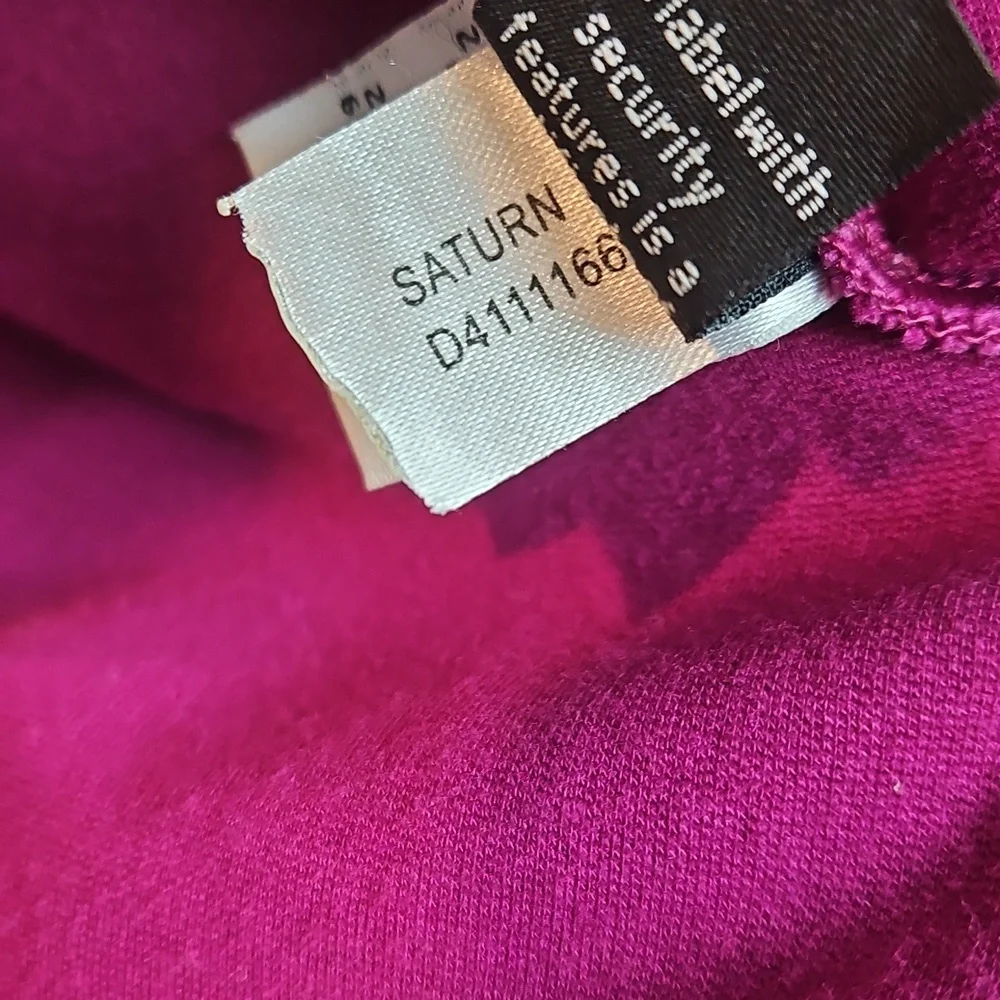 SATURN
D4111166
label with
security
features is a